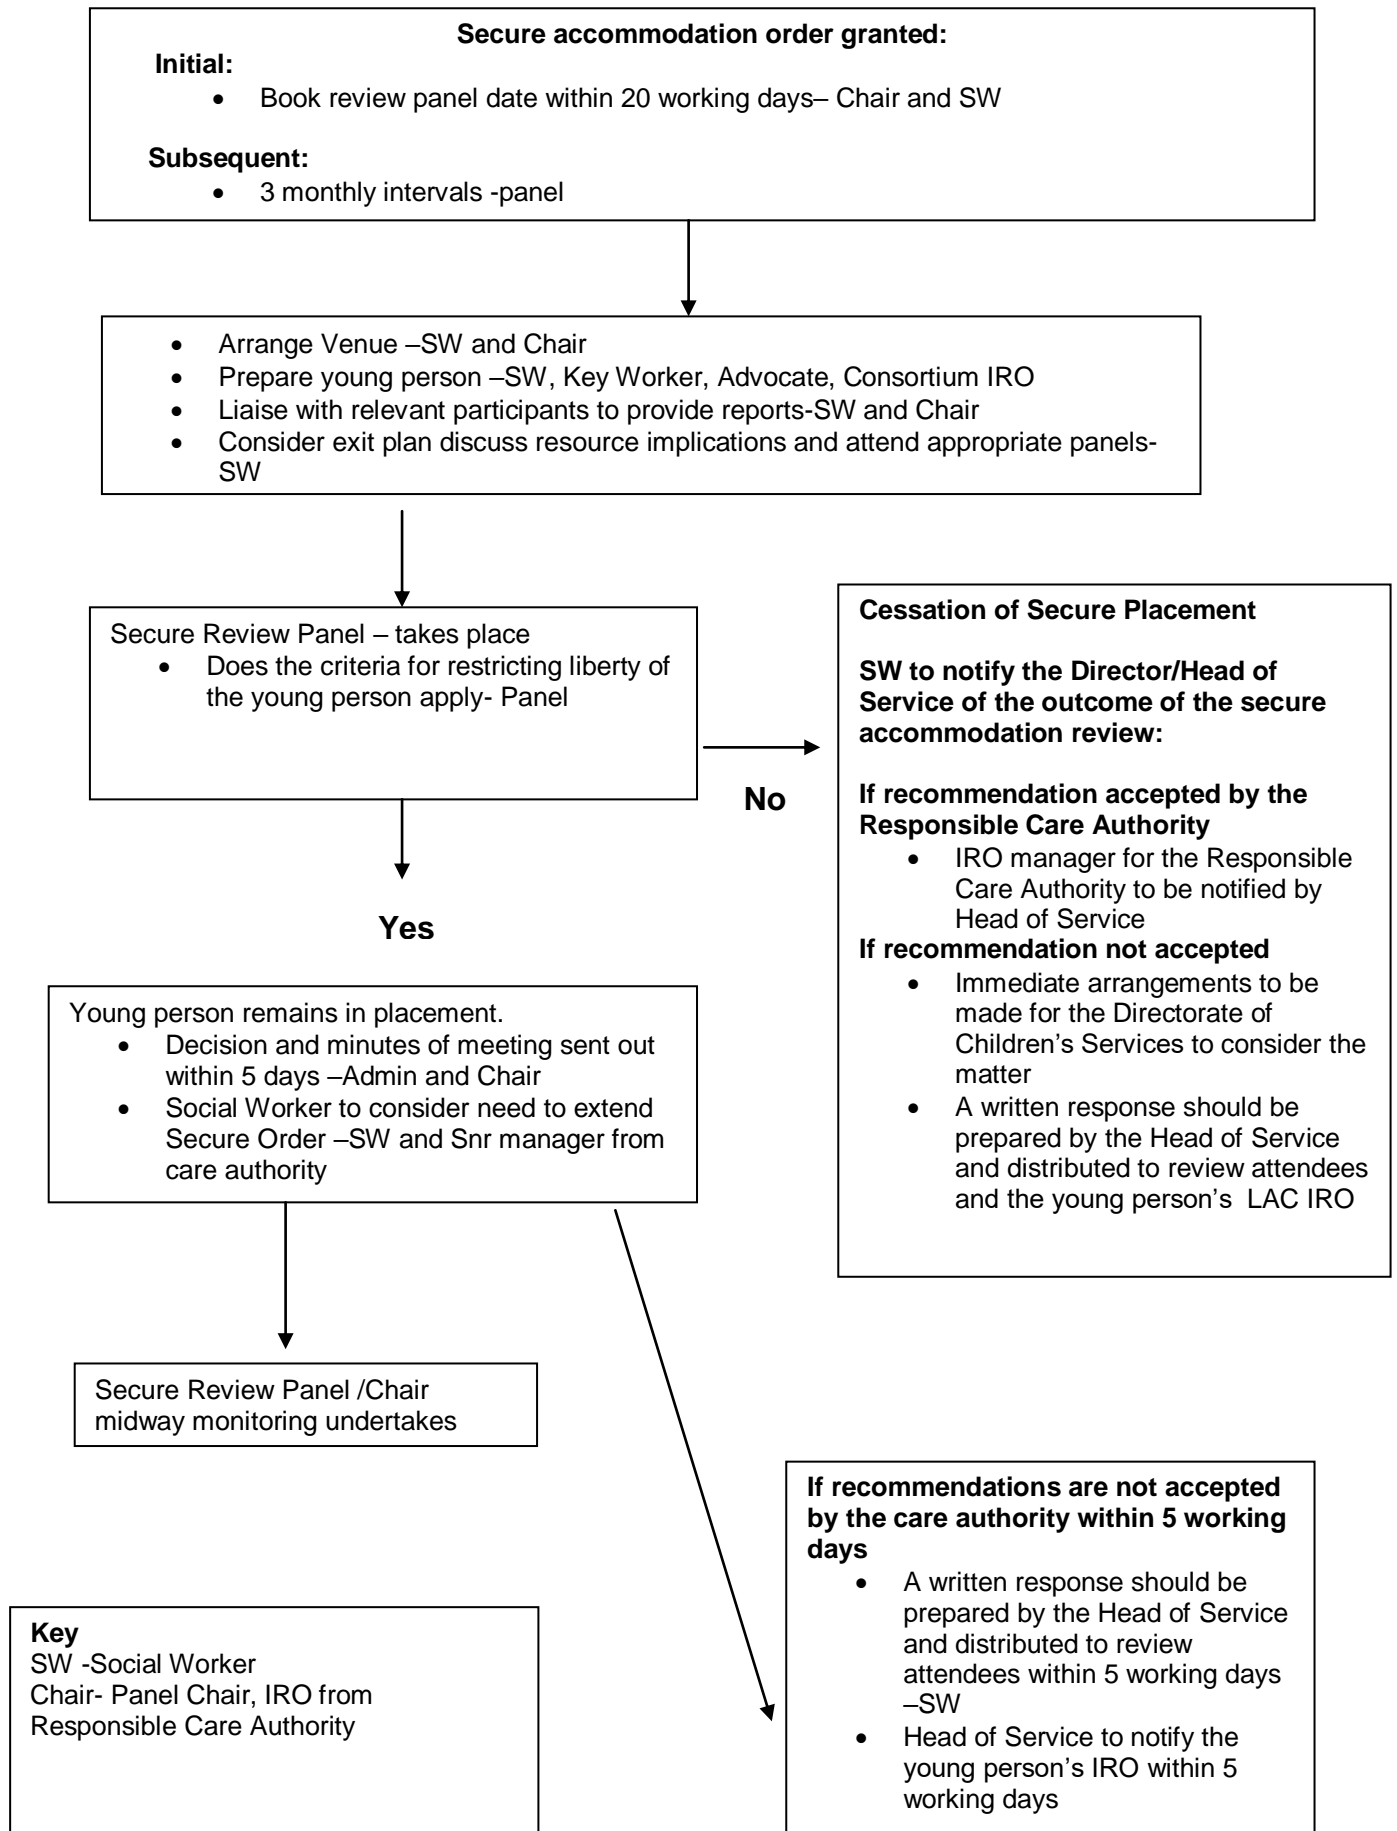 Secure accommodation order granted:
Initial:
• Book review panel date within 20 working days– Chair and SW
Subsequent:
• 3 monthly intervals -panel
• Arrange Venue –SW and Chair
• Prepare young person –SW, Key Worker, Advocate, Consortium IRO
• Liaise with relevant participants to provide reports-SW and Chair
• Consider exit plan discuss resource implications and attend appropriate panels-
SW
Secure Review Panel – takes place
• Does the criteria for restricting liberty of
the young person apply- Panel
No
Yes
Cessation of Secure Placement
SW to notify the Director/Head of
Service of the outcome of the secure
accommodation review:
If recommendation accepted by the
Responsible Care Authority
• IRO manager for the Responsible
Care Authority to be notified by
Head of Service
If recommendation not accepted
• Immediate arrangements to be
made for the Directorate of
Children’s Services to consider the
matter
• A written response should be
prepared by the Head of Service
and distributed to review attendees
and the young person’s LAC IRO
Young person remains in placement.
• Decision and minutes of meeting sent out
within 5 days –Admin and Chair
• Social Worker to consider need to extend
Secure Order –SW and Snr manager from
care authority
Secure Review Panel /Chair
midway monitoring undertakes
If recommendations are not accepted
by the care authority within 5 working
days
• A written response should be
prepared by the Head of Service
and distributed to review
attendees within 5 working days
–SW
• Head of Service to notify the
young person’s IRO within 5
working days
Key
SW -Social Worker
Chair- Panel Chair, IRO from
Responsible Care Authority